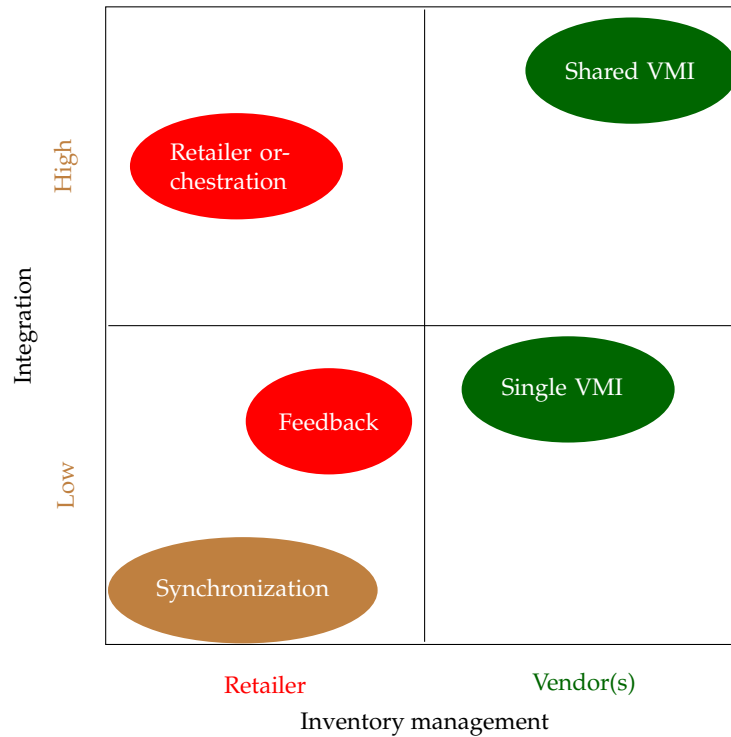 Shared VMI
Retailer or-
chestration
High
Integration
Single VMI
Feedback
Low
Synchronization
Retailer
Vendor(s)
Inventory management